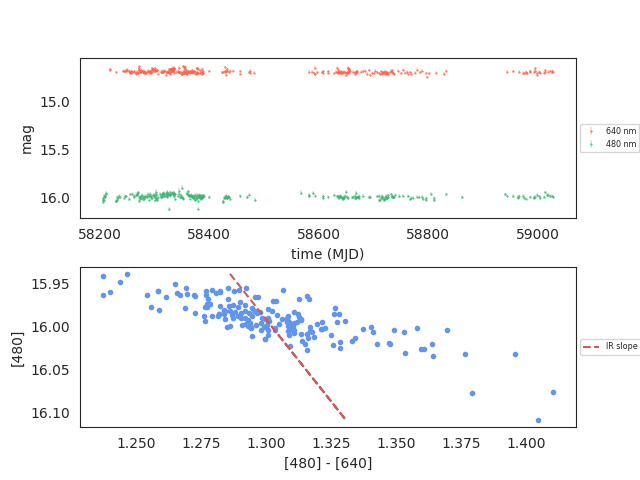 15.0
15.5
16.0
mag
58200 58400 58600 58800 59000
time (MJD)
640 nm
480 nm
15.95
16.00
16.05
16.10
[480]
1.250 1.275 1.300 1.325 1.350 1.375 1.400
[480] - [640]
IR slope